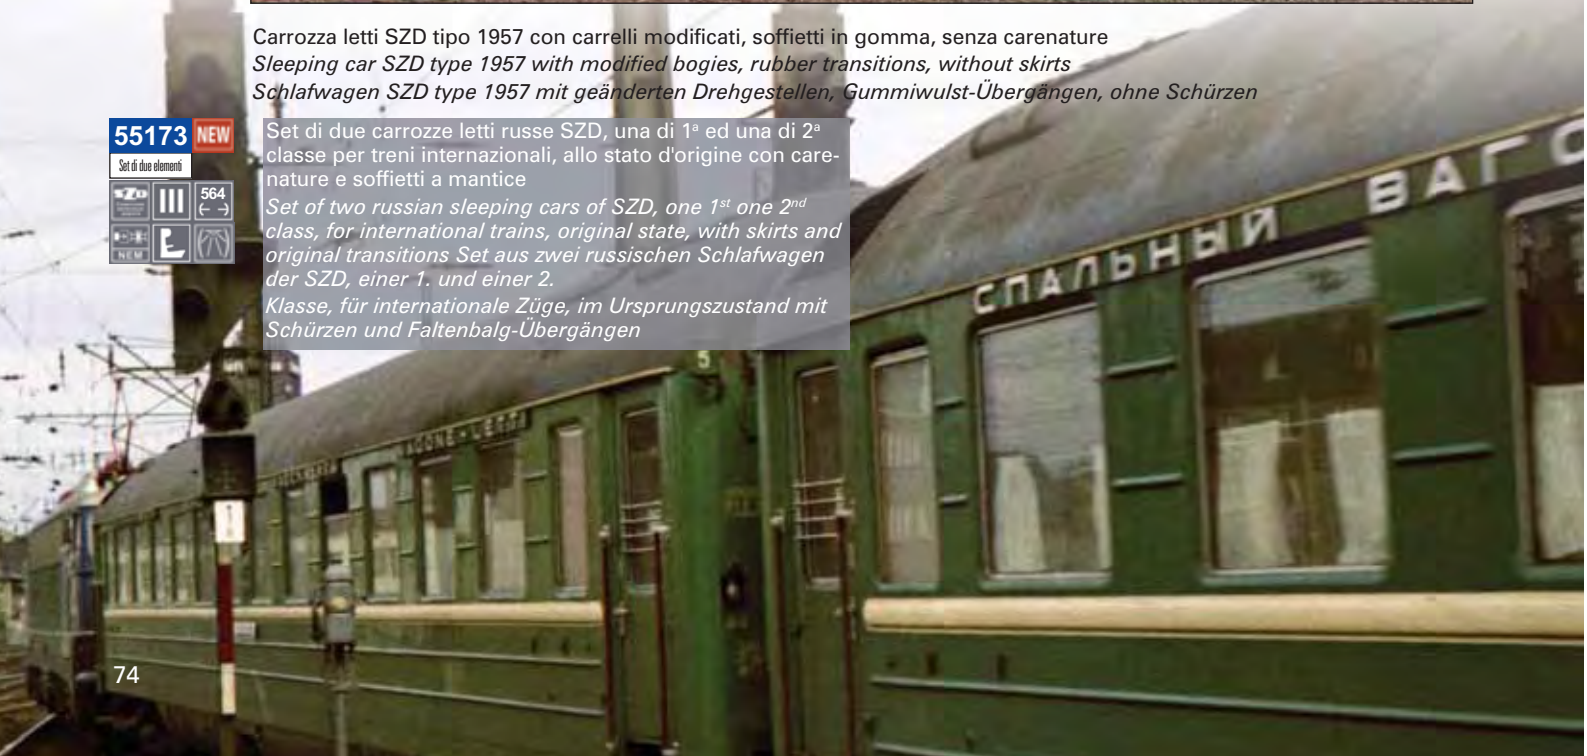 Carrozza letti SZD tipo 1957 con carrelli modificati, soffietti in gomma, senza carenature
Sleeping car SZD type 1957 with modified bogies, rubber transitions, without skirts
Schlafwagen SZD type 1957 mit geänderten Drehgestellen, Gummiwulst-Übergängen, ohne Schürzen
55173 NEW
Set di due elementi
SZD III 564
NEM
Set di due carrozze letti russe SZD, una di 1ª ed una di 2ª
classe per treni internazionali, allo stato d'origine con care-
nature e soffietti a mantice
Set of two russian sleeping cars of SZD, one 1st one 2nd
class, for international trains, original state, with skirts and
original transitions Set aus zwei russischen Schlafwagen
der SZD, einer 1. und einer 2.
Klasse, für internationale Züge, im Ursprungszustand mit
Schürzen und Faltenbalg-Übergängen
СПАЛЬНЫЙ ВАГО
5
74